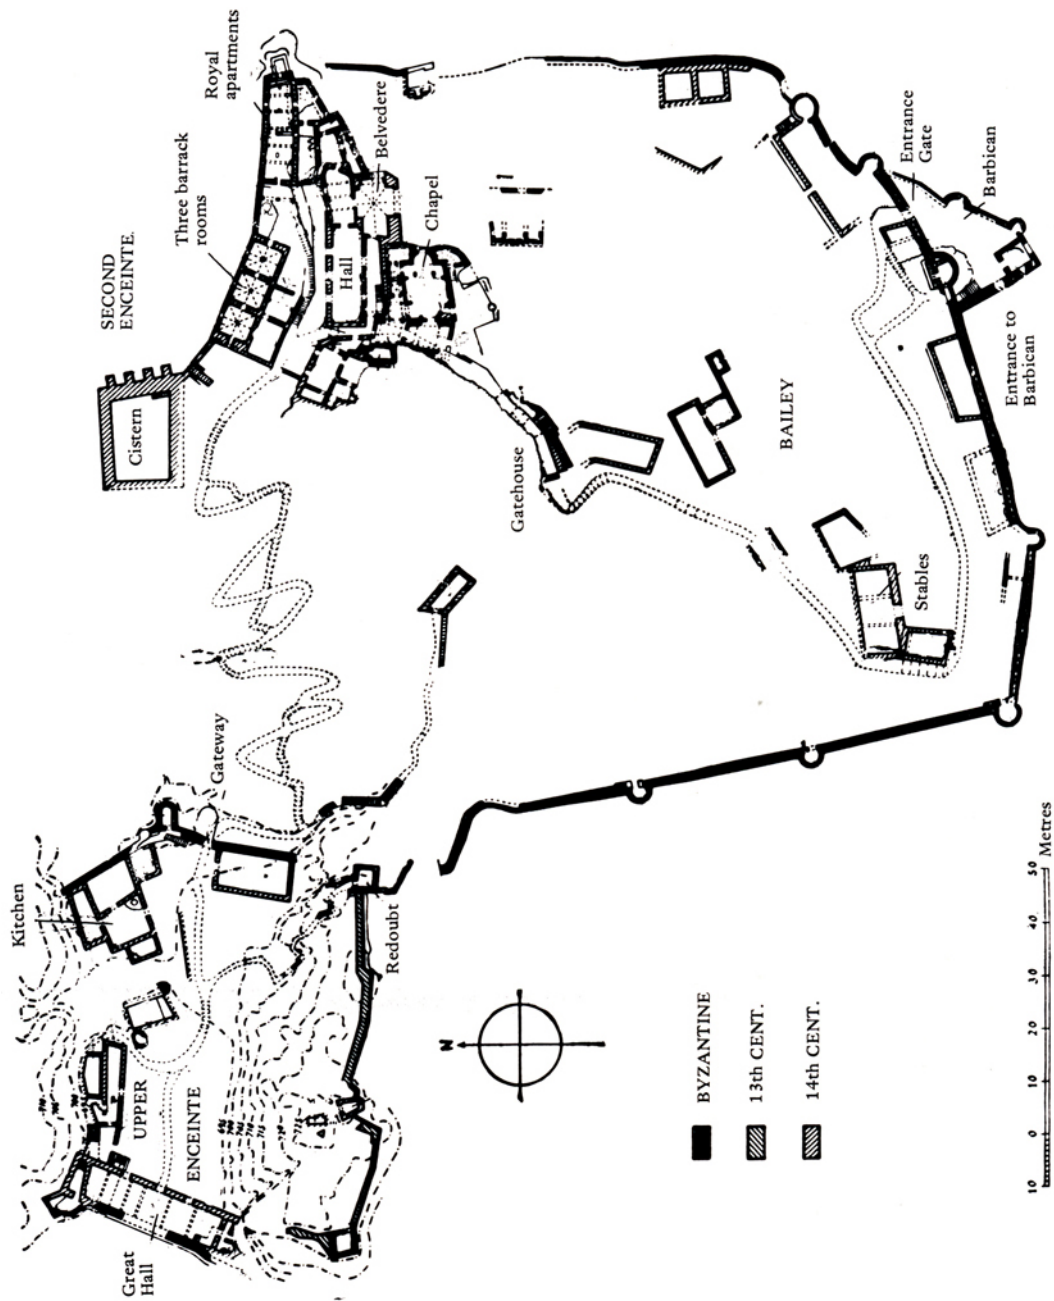 Kitchen
SECOND
ENCEINTE.
Great
Hall
UPPER
ENCEINTE
Cistern
Three barrack
rooms
Royal
apartments
Gateway
Hall
Belvedere
Redoubt
Chapel
N
Gatehouse
BYZANTINE
13th CENT.
14th CENT.
BAILEY
Stables
Entrance
Gate
Barbican
Entrance to
Barbican
10 0 10 20 30 40 50
Metres